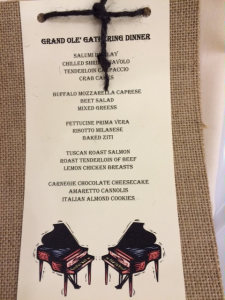 GRAND OLE' GATHERING DINNER
SALUMI DISPLAY
CHILLED SHRIMP DIAVOLO
TENDERLOIN CARPACCIO
CRAB CAKES
BUFFALO MOZZARELLA CAPRESE
BEET SALAD
MIXED GREENS
FETTUCINE PRIMA VERA
RISOTTO MILANESE
BAKED ZITI
TUSCAN ROAST SALMON
ROAST TENDERLOIN OF BEEF
LEMON CHICKEN BREASTS
CARNEGIE CHOCOLATE CHEESECAKE
AMARETTO CANNOLIS
ITALIAN ALMOND COOKIES